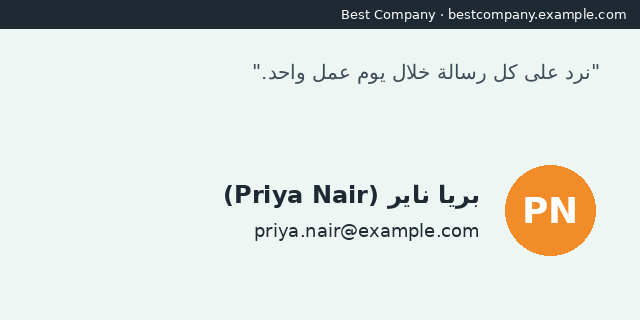 Best Company · bestcompany.example.com
"نرد على كل رسالة خلال يوم عمل واحد."
PN
بريا ناير (Priya Nair)
priya.nair@example.com